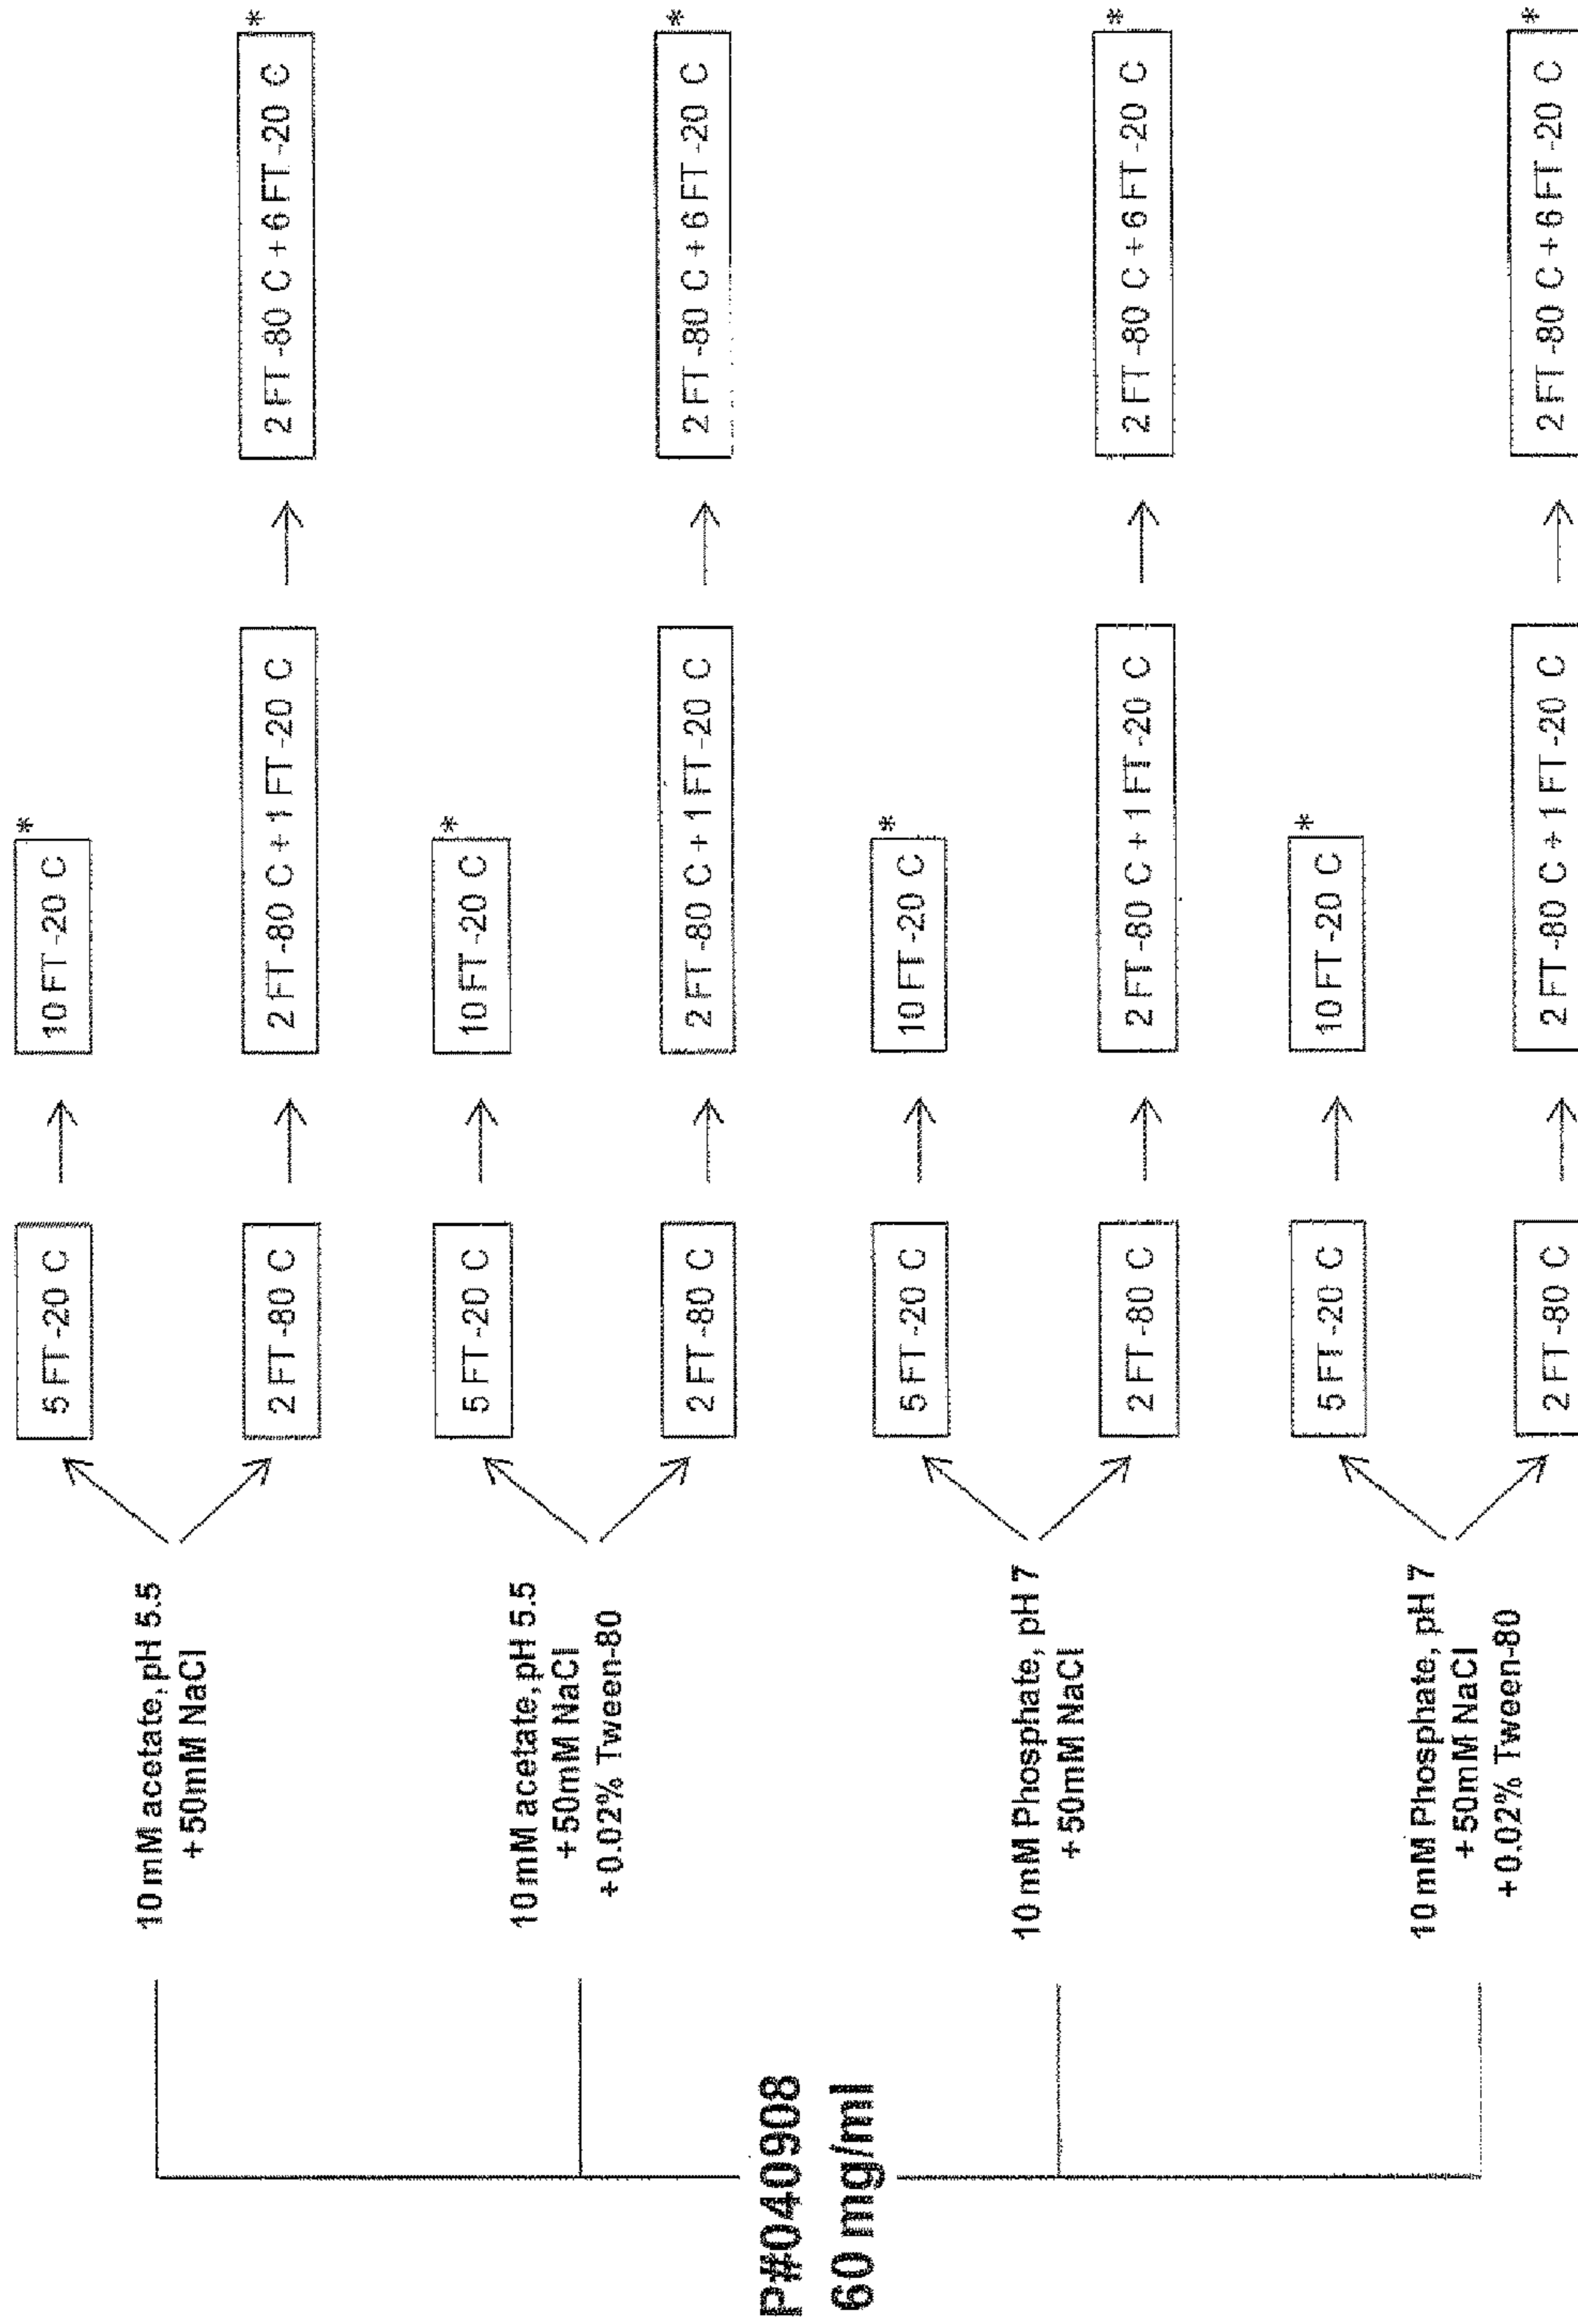 P#040908
60 mg/ml
10 mM acetate, pH 5.5
+50mM NaCl
5 FT -20 C
10 FT -20 C
*
2 FT -80 C
2 FT -80 C + 1 FT -20 C
2 FT -80 C + 6 FT -20 C
*
10 mM acetate, pH 5.5
+50mM NaCl
+0.02% Tween-80
5 FT -20 C
10 FT -20 C
*
2 FT -80 C
2 FT -80 C + 1 FT -20 C
2 FT -80 C + 6 FT -20 C
*
10 mM Phosphate, pH 7
+50mM NaCl
5 FT -20 C
10 FT -20 C
*
2 FT -80 C
2 FT -80 C + 1 FT -20 C
2 FT -80 C + 6 FT -20 C
*
10 mM Phosphate, pH 7
+50mM NaCl
+0.02% Tween-80
5 FT -20 C
10 FT -20 C
*
2 FT -80 C
2 FT -80 C + 1 FT -20 C
2 FT -80 C + 6 FT -20 C
*